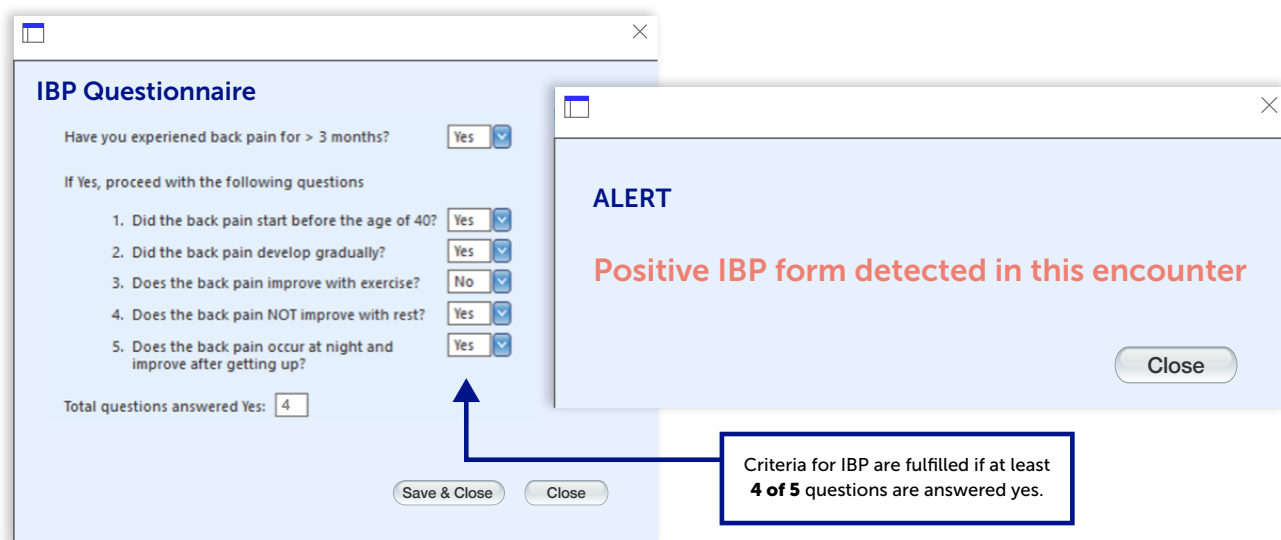 IBP Questionnaire
Have you experiened back pain for > 3 months? Yes
If Yes, proceed with the following questions
1. Did the back pain start before the age of 40? Yes
2. Did the back pain develop gradually? Yes
3. Does the back pain improve with exercise? No
4. Does the back pain NOT improve with rest? Yes
5. Does the back pain occur at night and Yes
improve after getting up?
Total questions answered Yes: 4
Save & Close Close
ALERT
Positive IBP form detected in this encounter
Close
Criteria for IBP are fulfilled if at least
4 of 5 questions are answered yes.